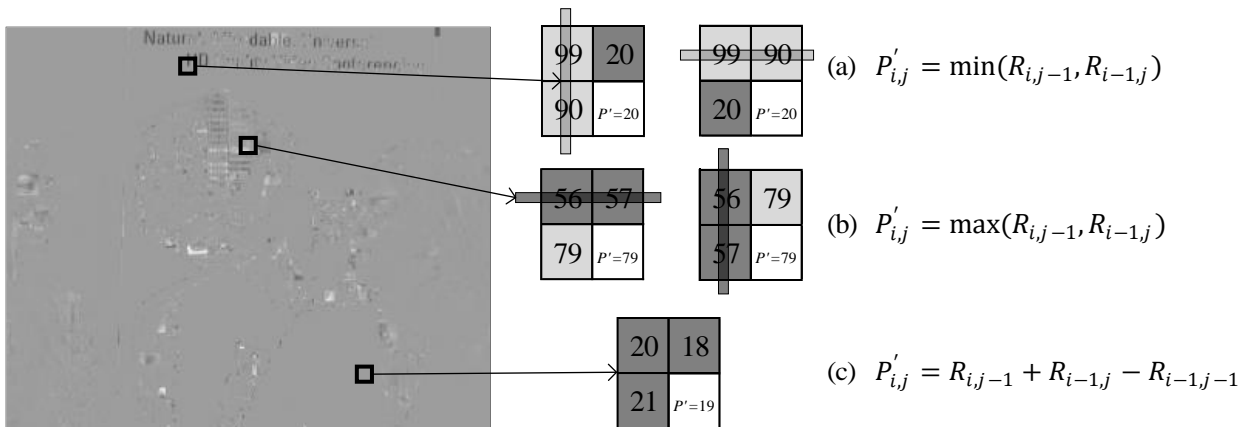 99 20
90 P'=20
99 90
20 P'=20
(a) P'i,j = min(Ri,j−1, Ri−1,j)
56 57
79 P'=79
56 79
57 P'=79
(b) P'i,j = max(Ri,j−1, Ri−1,j)
20 18
21 P'=19
(c) P'i,j = Ri,j−1 + Ri−1,j − Ri−1,j−1